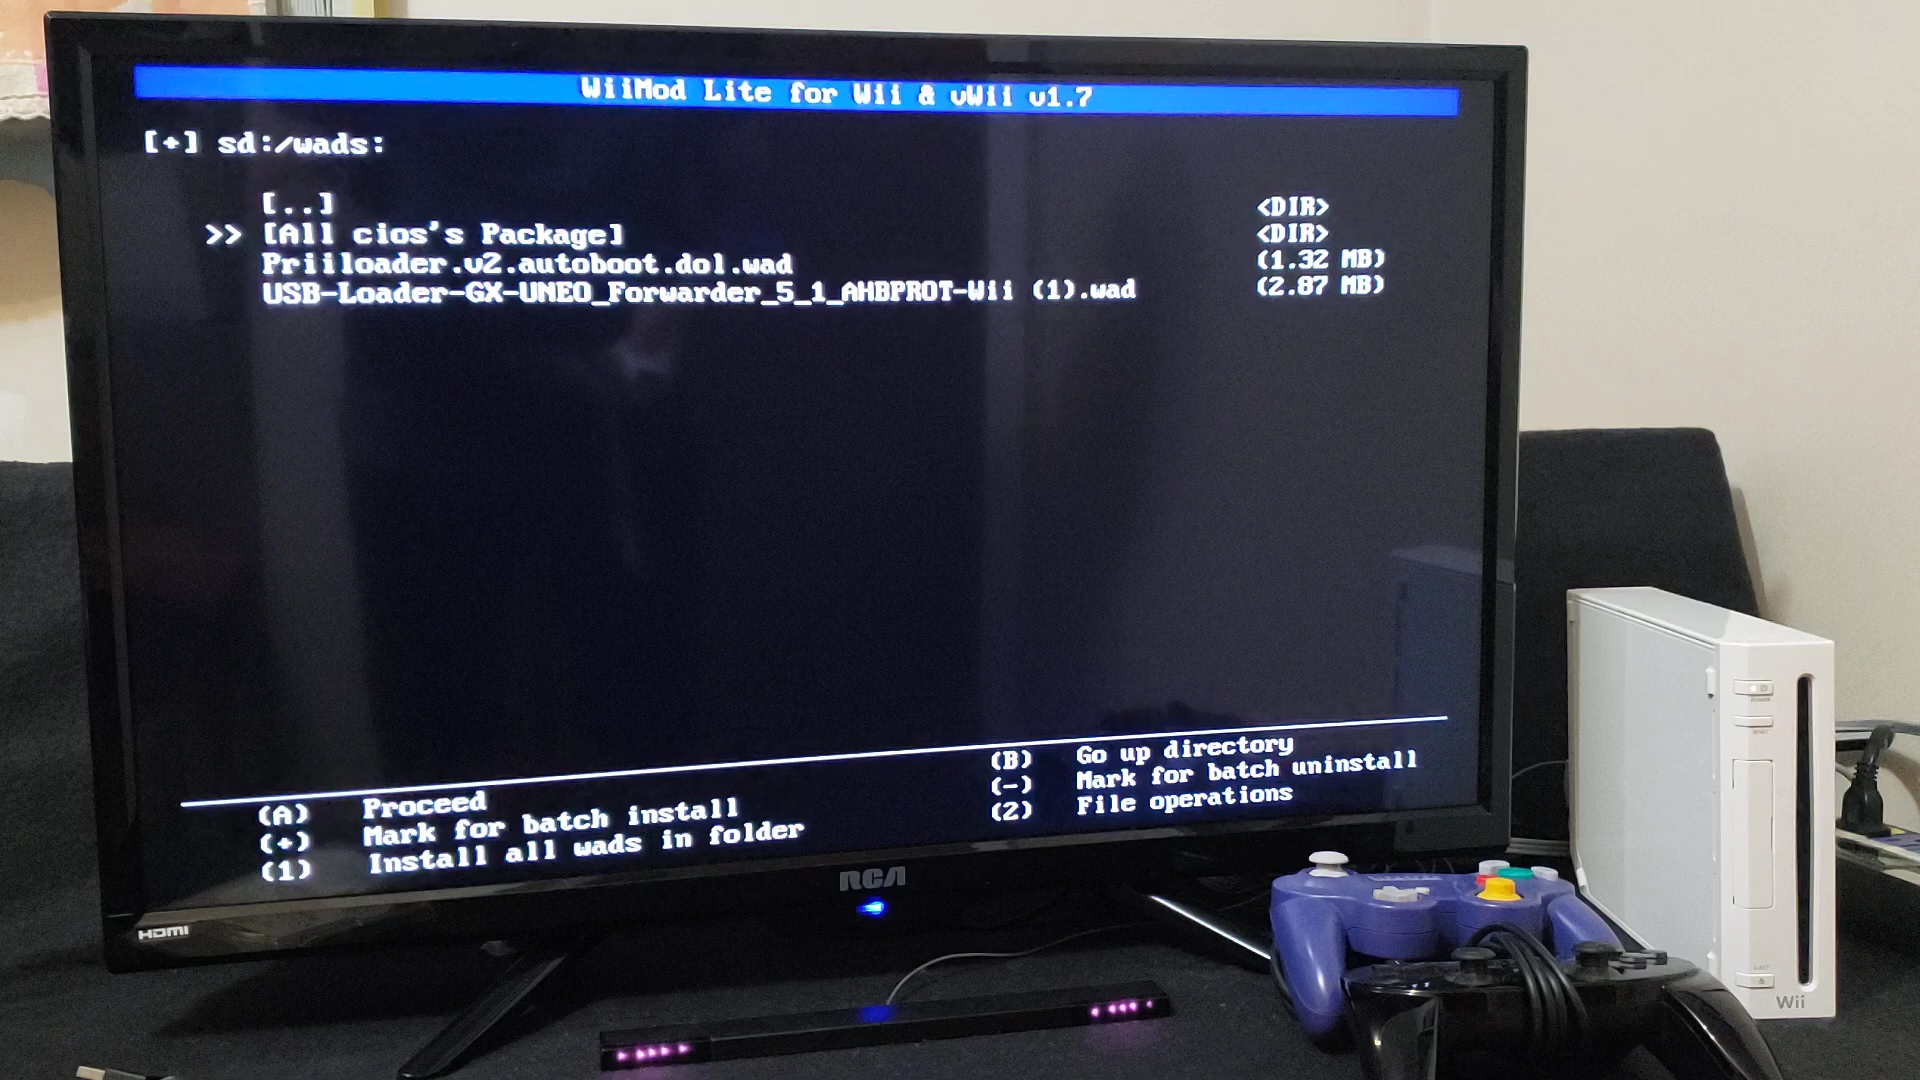 WiiMod Lite for Wii & vWii v1.7
[+] sd:/wads:
[..] <DIR>
>> [All cios's Package] <DIR>
Priiloader.v2.autoboot.dol.wad (1.32 MB)
USB-Loader-GX-UNEO_Forwarder_5_1_AHBPROT-Wii (1).wad (2.87 MB)
(A) Proceed (B) Go up directory
(+) Mark for batch install (-) Mark for batch uninstall
(1) Install all wads in folder (2) File operations
RCA
HDMI
Wii